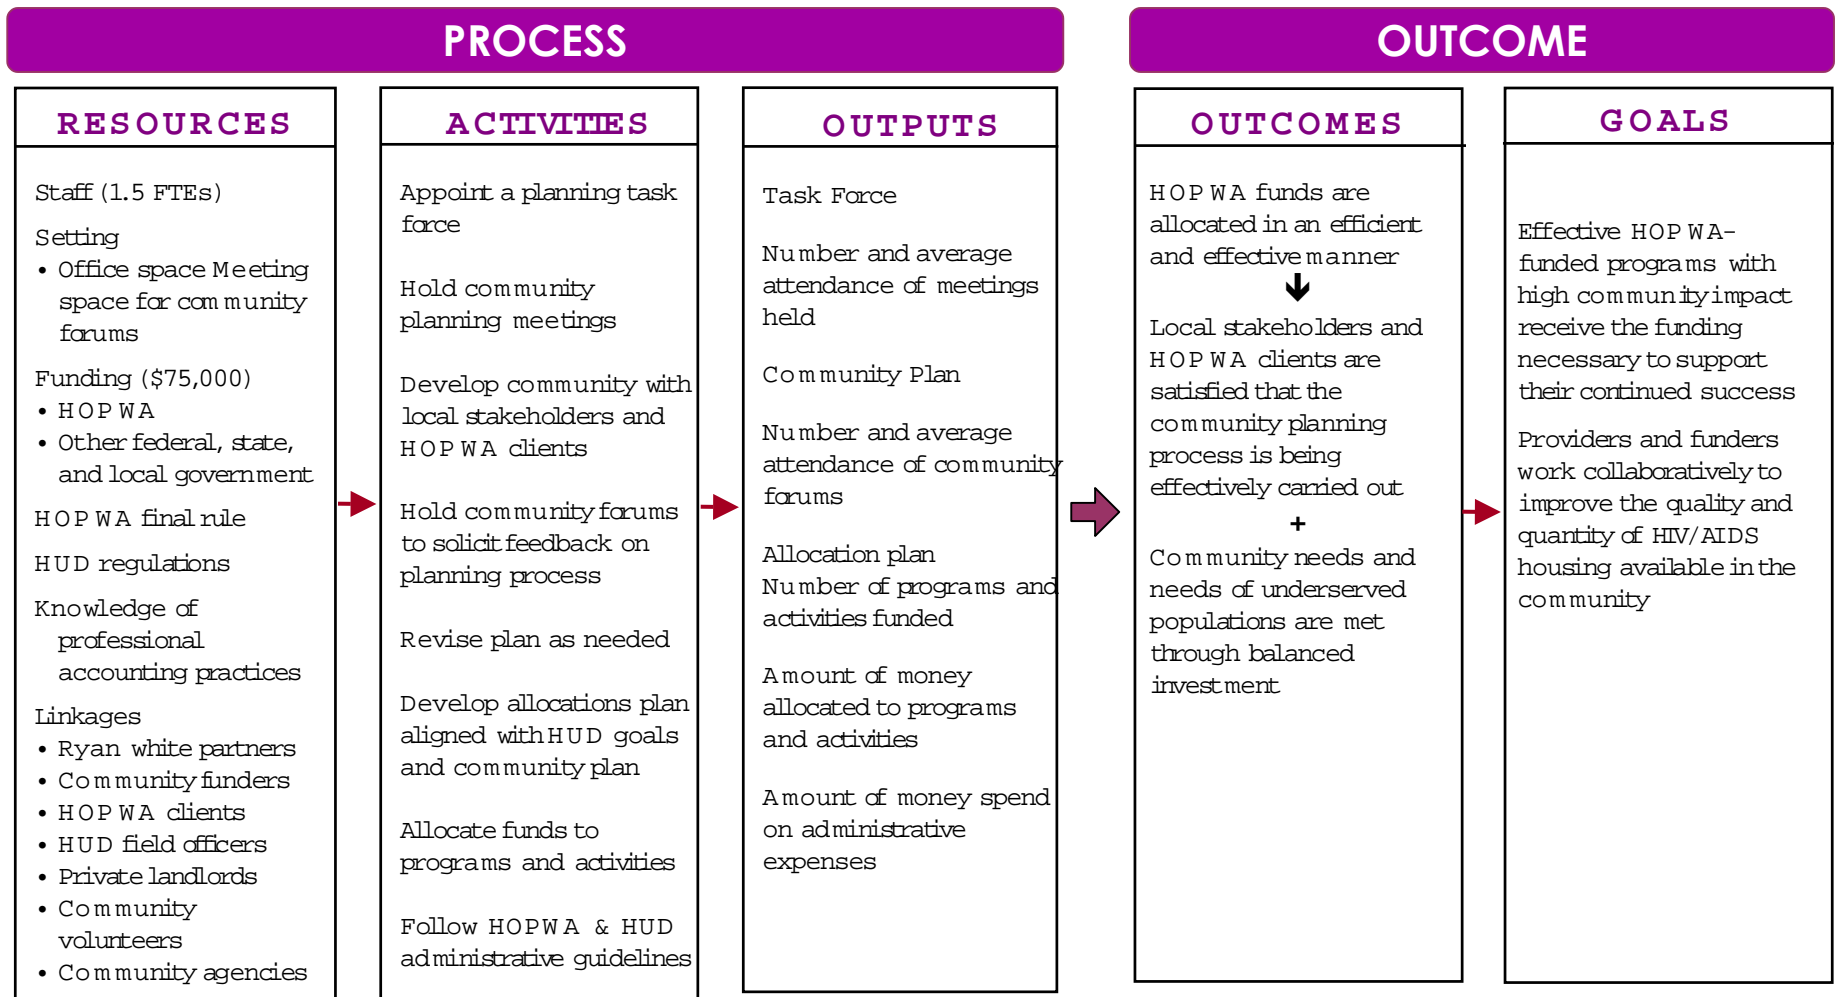 PROCESS
OUTCOME
RESOURCES
Staff (1.5 FTEs)
Setting
• Office space Meeting
space for community
forums
Funding ($75,000)
• HOPWA
• Other federal, state,
and local government
HOPWA final rule
HUD regulations
Knowledge of
professional
accounting practices
Linkages
• Ryan white partners
• Community funders
• HOPWA clients
• HUD field officers
• Private landlords
• Community
volunteers
• Community agencies
ACTIVITIES
Appoint a planning task
force
Hold community
planning meetings
Develop community with
local stakeholders and
HOPWA clients
Hold community forums
to solicit feedback on
planning process
Revise plan as needed
Develop allocations plan
aligned with HUD goals
and community plan
Allocate funds to
programs and activities
Follow HOPWA & HUD
administrative guidelines
OUTPUTS
Task Force
Number and average
attendance of meetings
held
Community Plan
Number and average
attendance of community
forums
Allocation plan
Number of programs and
activities funded
Amount of money
allocated to programs
and activities
Amount of money spend
on administrative
expenses
OUTCOMES
HOPWA funds are
allocated in an efficient
and effective manner
Local stakeholders and
HOPWA clients are
satisfied that the
community planning
process is being
effectively carried out
+
Community needs and
needs of underserved
populations are met
through balanced
investment
GOALS
Effective HOPWA-
funded programs with
high community impact
receive the funding
necessary to support
their continued success
Providers and funders
work collaboratively to
improve the quality and
quantity of HIV/AIDS
housing available in the
community